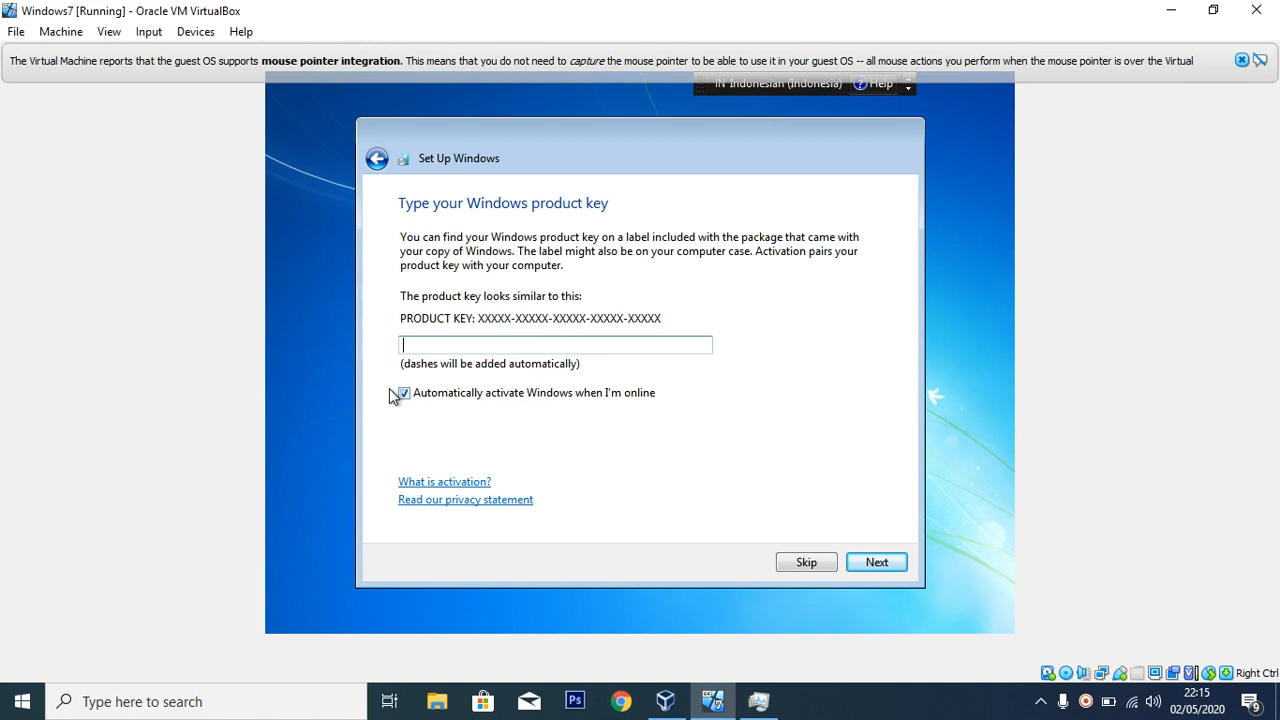 Windows7 [Running] - Oracle VM VirtualBox
File Machine View Input Devices Help
The Virtual Machine reports that the guest OS supports mouse pointer integration. This means that you do not need to capture the mouse pointer to be able to use it in your guest OS -- all mouse actions you perform when the mouse pointer is over the Virtual
IN Indonesian (Indonesia) Help
Set Up Windows
Type your Windows product key
You can find your Windows product key on a label included with the package that came with
your copy of Windows. The label might also be on your computer case. Activation pairs your
product key with your computer.
The product key looks similar to this:
PRODUCT KEY: XXXXX-XXXXX-XXXXX-XXXXX-XXXXX
(dashes will be added automatically)
Automatically activate Windows when I'm online
What is activation?
Read our privacy statement
Skip Next
Right Ctrl
Type here to search
Ps
22:15
02/05/2020
9